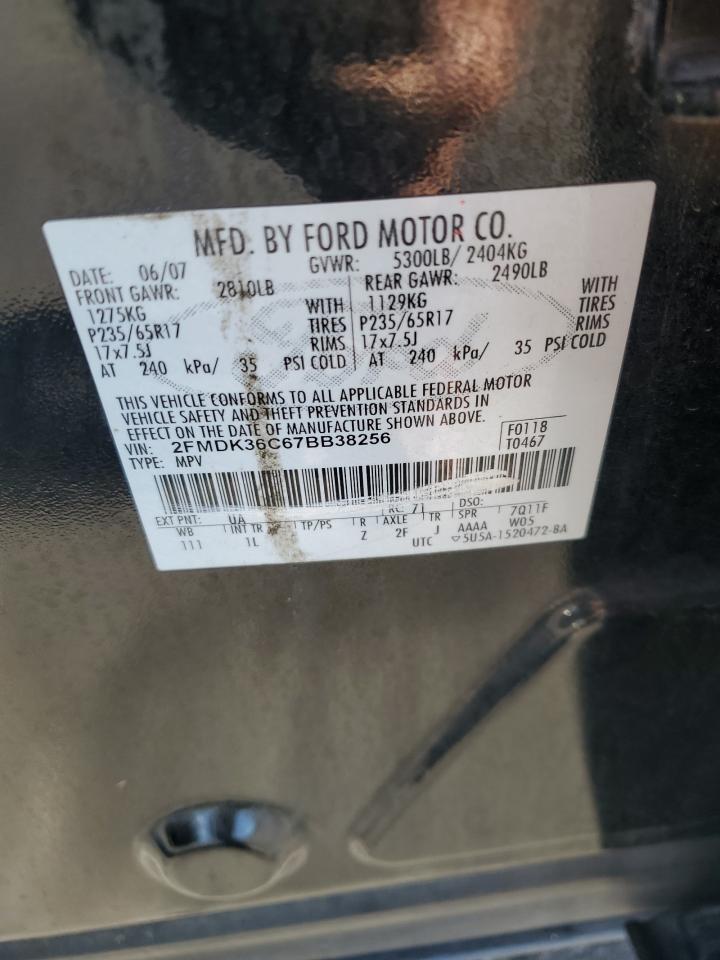 MFD. BY FORD MOTOR CO.
DATE: 06/07 GVWR: 5300LB/ 2404KG
FRONT GAWR: 2810LB REAR GAWR: 2490LB
1275KG WITH 1129KG WITH
P235/65R17 TIRES P235/65R17 TIRES
17x7.5J RIMS 17x7.5J RIMS
AT 240 kPa/ 35 PSI COLD AT 240 kPa/ 35 PSI COLD
THIS VEHICLE CONFORMS TO ALL APPLICABLE FEDERAL MOTOR
VEHICLE SAFETY AND THEFT PREVENTION STANDARDS IN
EFFECT ON THE DATE OF MANUFACTURE SHOWN ABOVE.
VIN: 2FMDK36C67BB38256 F0118
TYPE: MPV T0467
EXT PNT: UA RC: 71 DSO:
WB INT TR TP/PS R AXLE TR SPR 7Q11F
111 1L Z 2F J AAAA W05
UTC ▽5U5A-1520472-BA